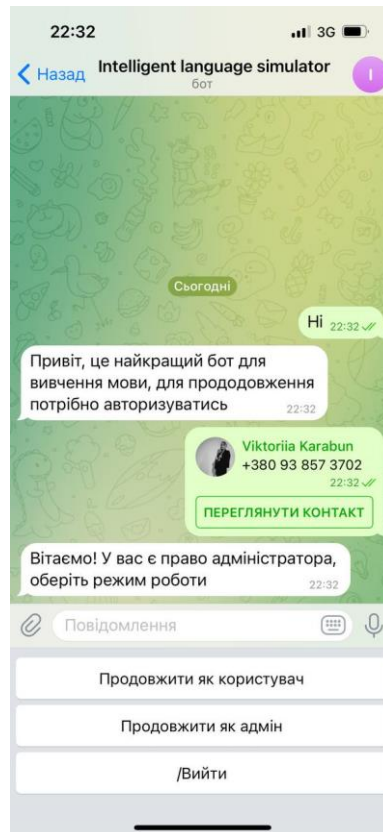 22:32
3G
Назад
Intelligent language simulator
бот
I
Сьогодні
Hi 22:32
Привіт, це найкращий бот для
вивчення мови, для прододовження
потрібно авторизуватись 22:32
Viktoriia Karabun
+380 93 857 3702
22:32
ПЕРЕГЛЯНУТИ КОНТАКТ
Вітаємо! У вас є право адміністратора,
оберіть режим роботи 22:32
Повідомлення
Продовжити як користувач
Продовжити як адмін
/Вийти